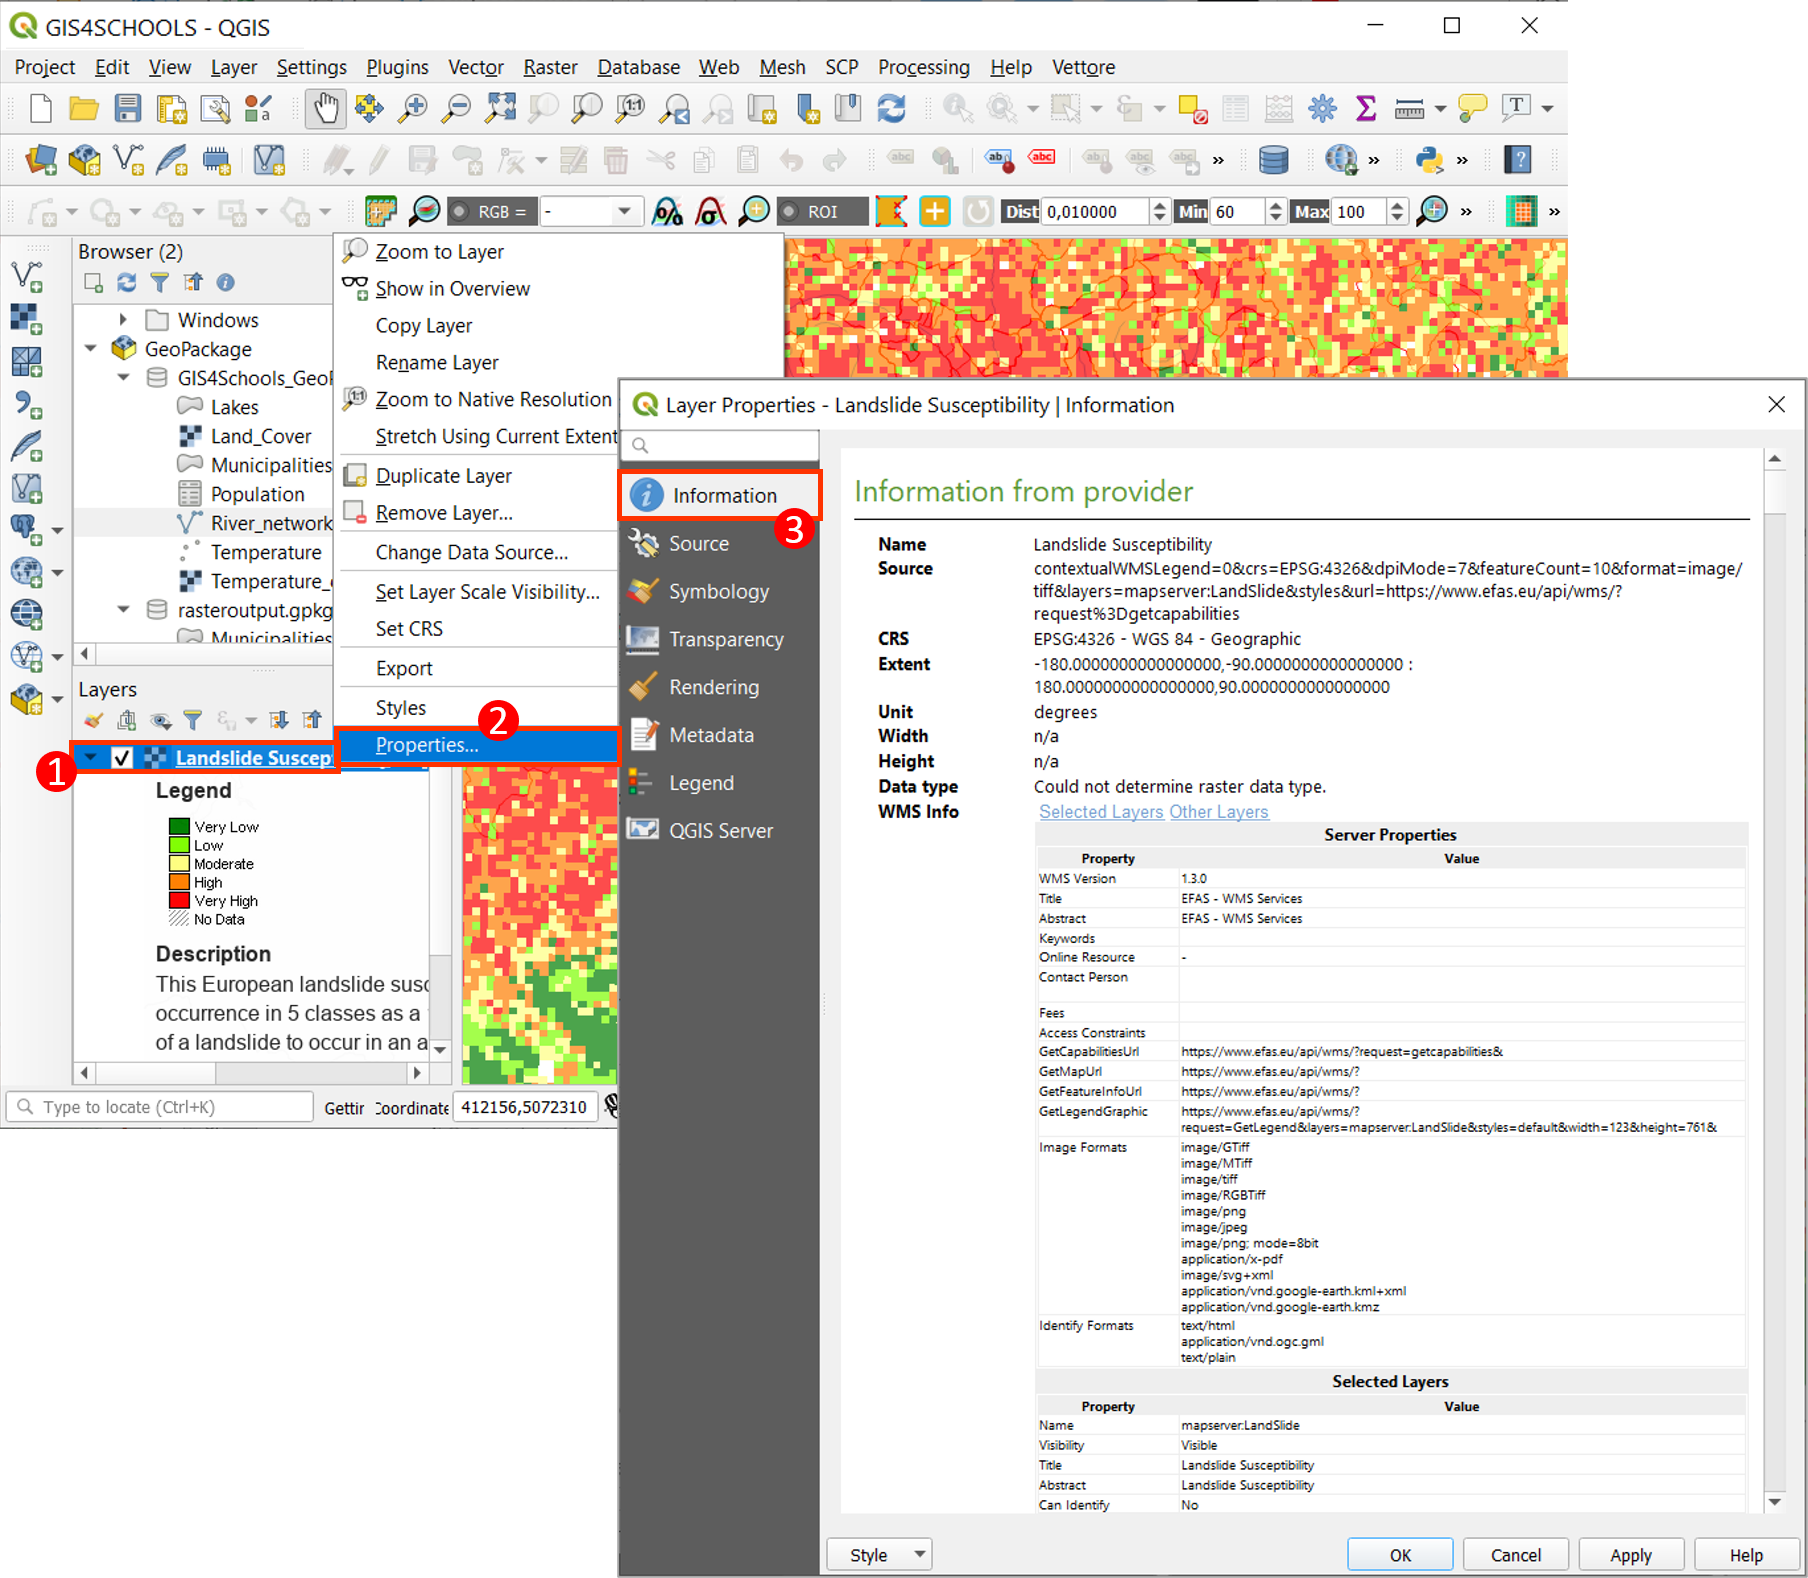 GIS4SCHOOLS - QGIS
Project Edit View Layer Settings Plugins Vector Raster Database Web Mesh SCP Processing Help Vettore
RGB = - ROI Dist 0,010000 Min 60 Max 100
Browser (2)
Windows
GeoPackage
GIS4Schools_Geo
Lakes
Land_Cover
Municipalities
Population
River_network
Temperature
Temperature_
rasteroutput.gpkg
Municipalities
Layers
1
Landslide Suscep
Legend
Very Low
Low
Moderate
High
Very High
No Data
Description
This European landslide susc
occurrence in 5 classes as a
of a landslide to occur in an a
Type to locate (Ctrl+K) Gettir Coordinate 412156,5072310
Zoom to Layer
Show in Overview
Copy Layer
Rename Layer
Zoom to Native Resolution
Stretch Using Current Extent
Duplicate Layer
Remove Layer...
Change Data Source...
Set Layer Scale Visibility...
Set CRS
Export
Styles
2
Properties...
Layer Properties - Landslide Susceptibility | Information
Information
3
Source
Symbology
Transparency
Rendering
Metadata
Legend
QGIS Server
Information from provider
Name Landslide Susceptibility
Source contextualWMSLegend=0&crs=EPSG:4326&dpiMode=7&featureCount=10&format=image/
tiff&layers=mapserver:LandSlide&styles&url=https://www.efas.eu/api/wms/?
request%3Dgetcapabilities
CRS EPSG:4326 - WGS 84 - Geographic
Extent -180.0000000000000000,-90.0000000000000000 :
180.0000000000000000,90.0000000000000000
Unit degrees
Width n/a
Height n/a
Data type Could not determine raster data type.
WMS Info Selected Layers Other Layers
Server Properties
Property Value
WMS Version 1.3.0
Title EFAS - WMS Services
Abstract EFAS - WMS Services
Keywords
Online Resource -
Contact Person
Fees
Access Constraints
GetCapabilitiesUrl https://www.efas.eu/api/wms/?request=getcapabilities&
GetMapUrl https://www.efas.eu/api/wms/?
GetFeatureInfoUrl https://www.efas.eu/api/wms/?
GetLegendGraphic https://www.efas.eu/api/wms/?
request=GetLegend&layers=mapserver:LandSlide&styles=default&width=123&height=761&
Image Formats image/GTiff
image/MTiff
image/tiff
image/RGBTiff
image/png
image/jpeg
image/png; mode=8bit
application/x-pdf
image/svg+xml
application/vnd.google-earth.kml+xml
application/vnd.google-earth.kmz
Identify Formats text/html
application/vnd.ogc.gml
text/plain
Selected Layers
Property Value
Name mapserver:LandSlide
Visibility Visible
Title Landslide Susceptibility
Abstract Landslide Susceptibility
Can Identify No
Style OK Cancel Apply Help